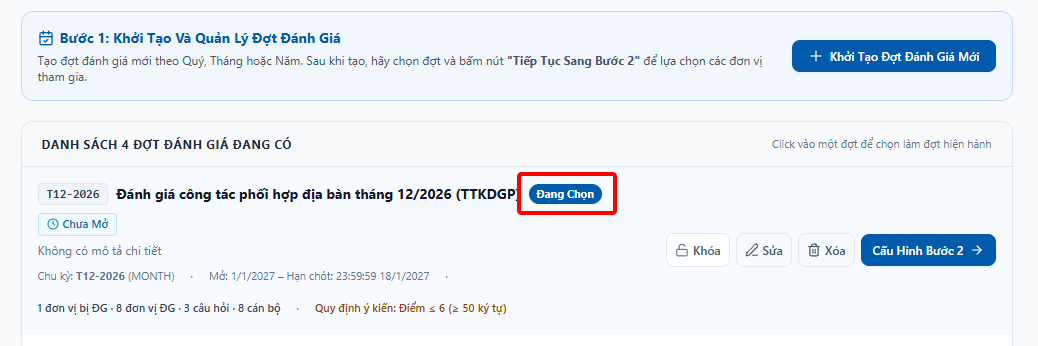 Bước 1: Khởi Tạo Và Quản Lý Đợt Đánh Giá
Tạo đợt đánh giá mới theo Quý, Tháng hoặc Năm. Sau khi tạo, hãy chọn đợt và bấm nút "Tiếp Tục Sang Bước 2" để lựa chọn các đơn vị
tham gia.
Khởi Tạo Đợt Đánh Giá Mới
DANH SÁCH 4 ĐỢT ĐÁNH GIÁ ĐANG CÓ
Click vào một đợt để chọn làm đợt hiện hành
T12-2026 Đánh giá công tác phối hợp địa bàn tháng 12/2026 (TTKDGP) Đang Chọn
Chưa Mở
Không có mô tả chi tiết
Khóa Sửa Xóa Cấu Hình Bước 2 →
Chu kỳ: T12-2026 (MONTH) · Mở: 1/1/2027 – Hạn chót: 23:59:59 18/1/2027 ·
1 đơn vị bị ĐG · 8 đơn vị ĐG · 3 câu hỏi · 8 cán bộ · Quy định ý kiến: Điểm ≤ 6 (≥ 50 ký tự)